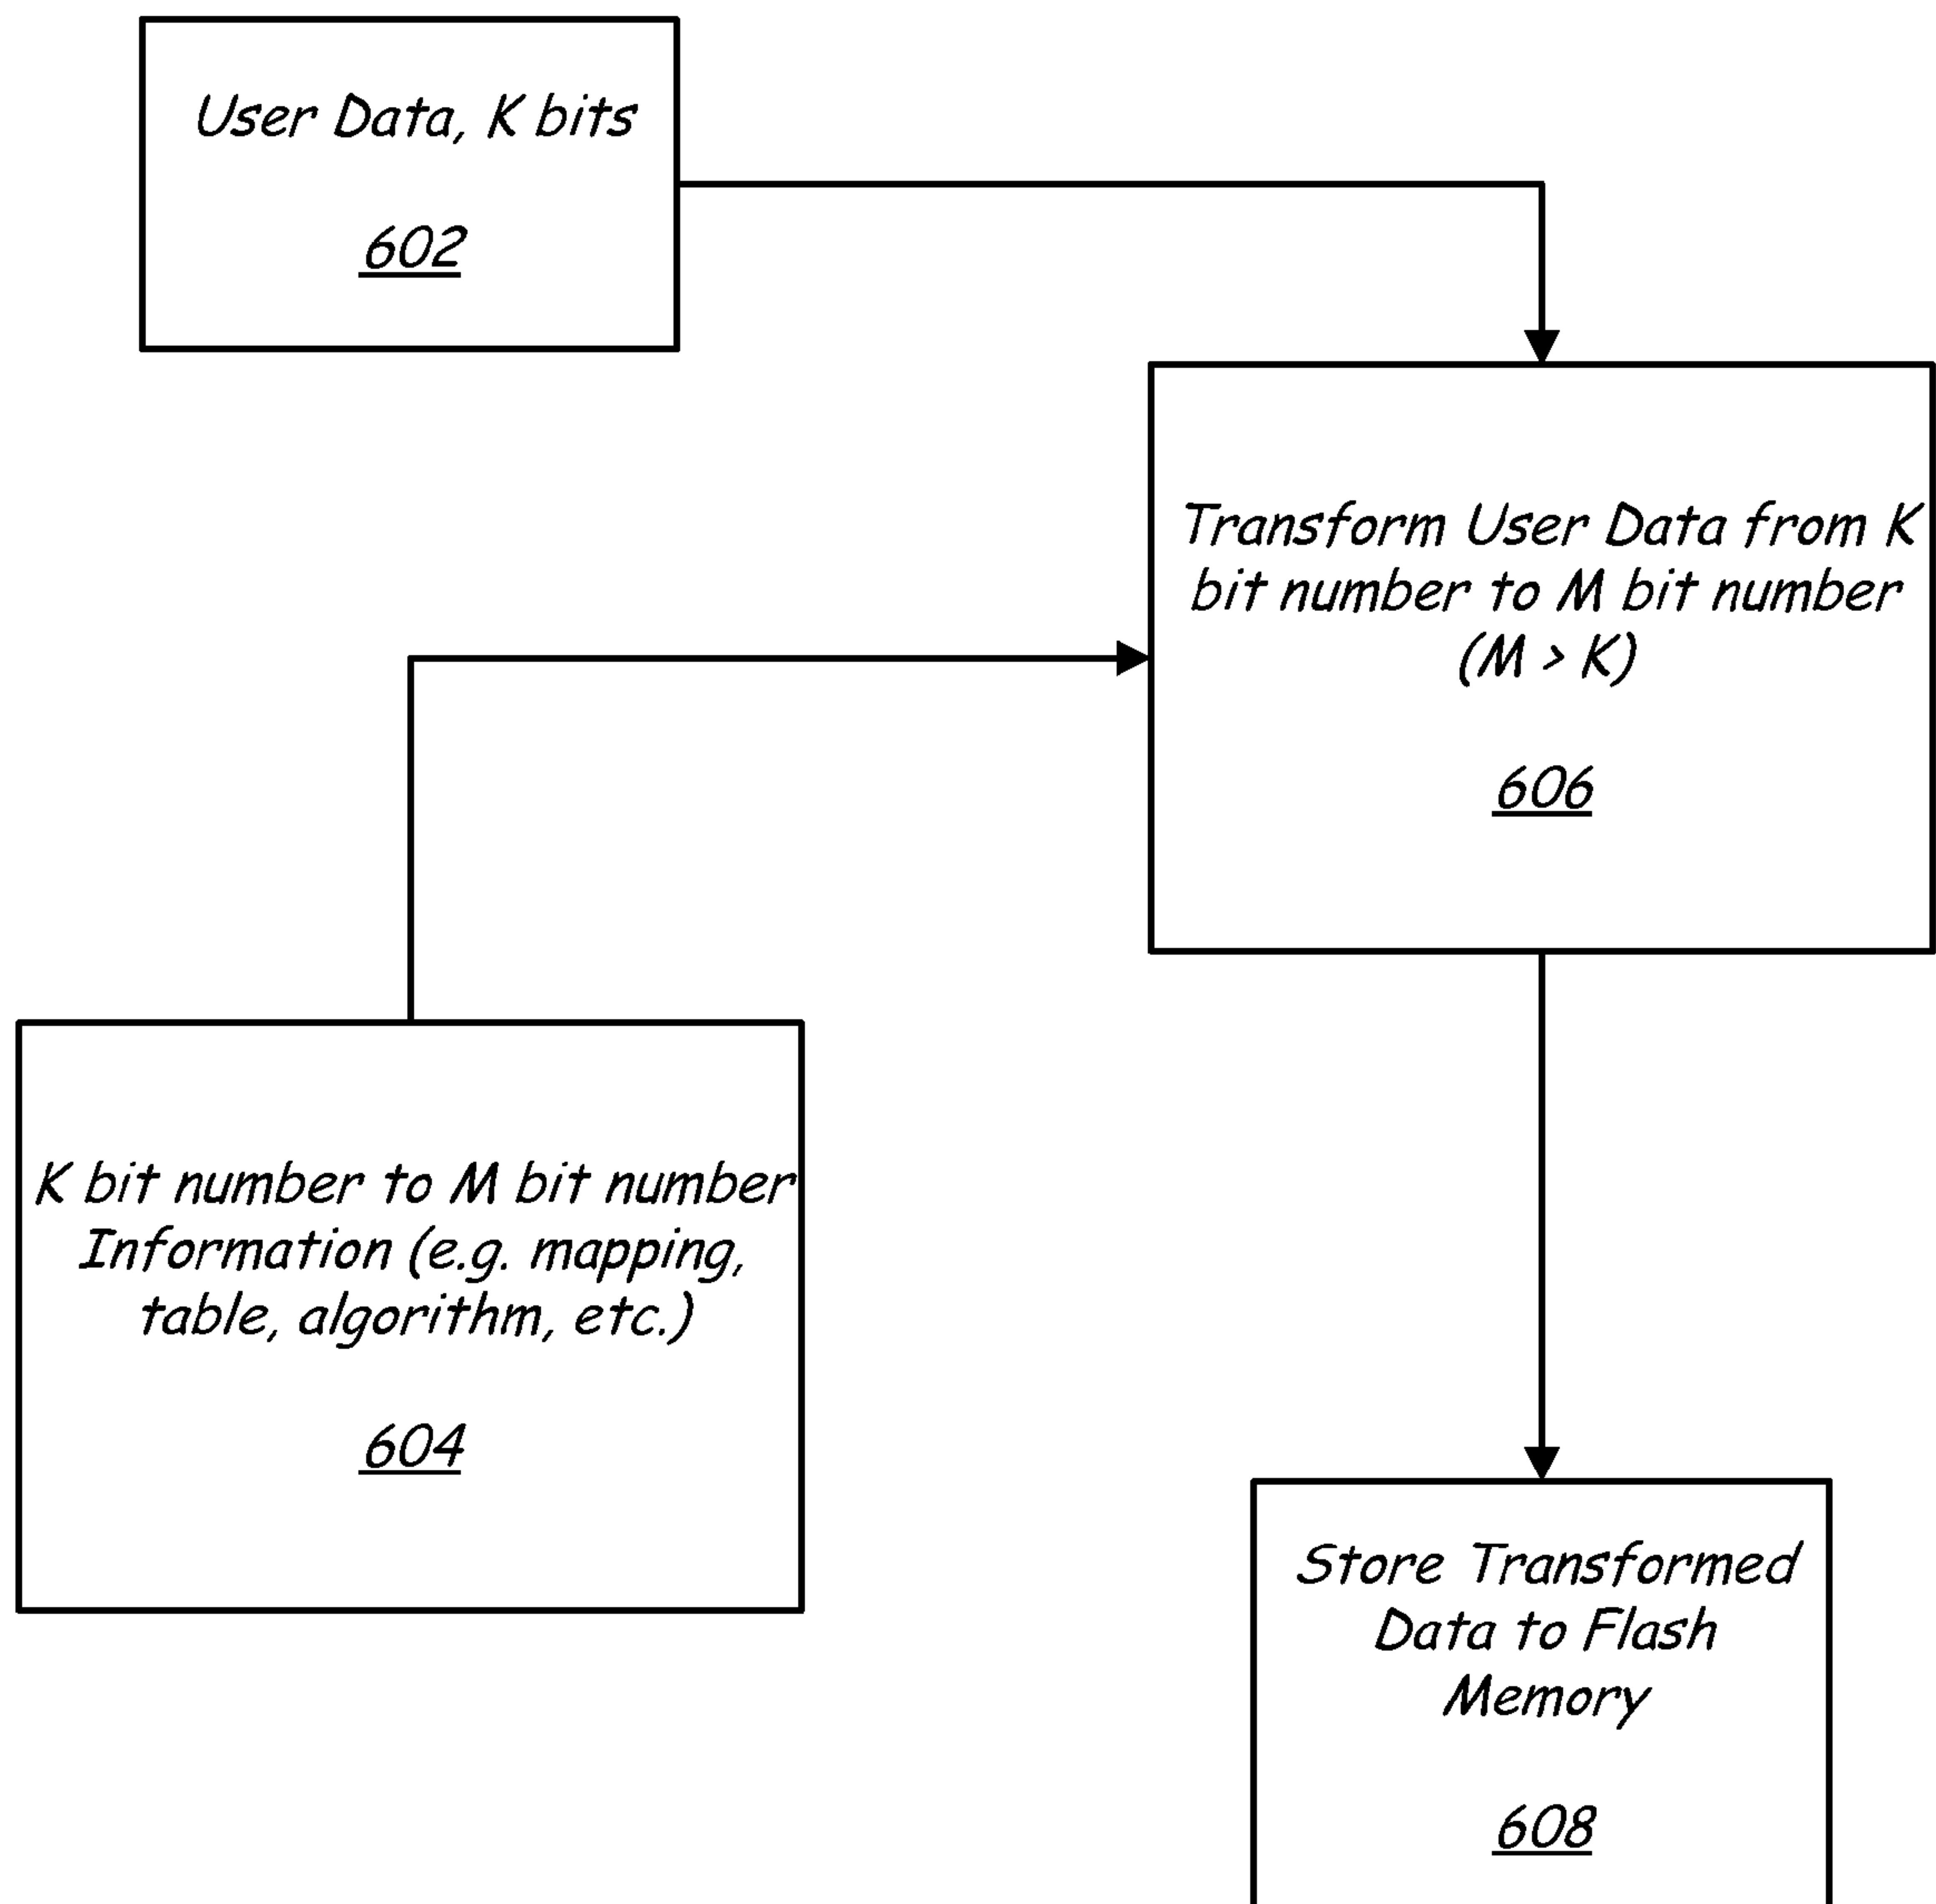 User Data, K bits
602
Transform User Data from K
bit number to M bit number
(M > K)
606
K bit number to M bit number
Information (e.g. mapping,
table, algorithm, etc.)
604
Store Transformed
Data to Flash
Memory
608